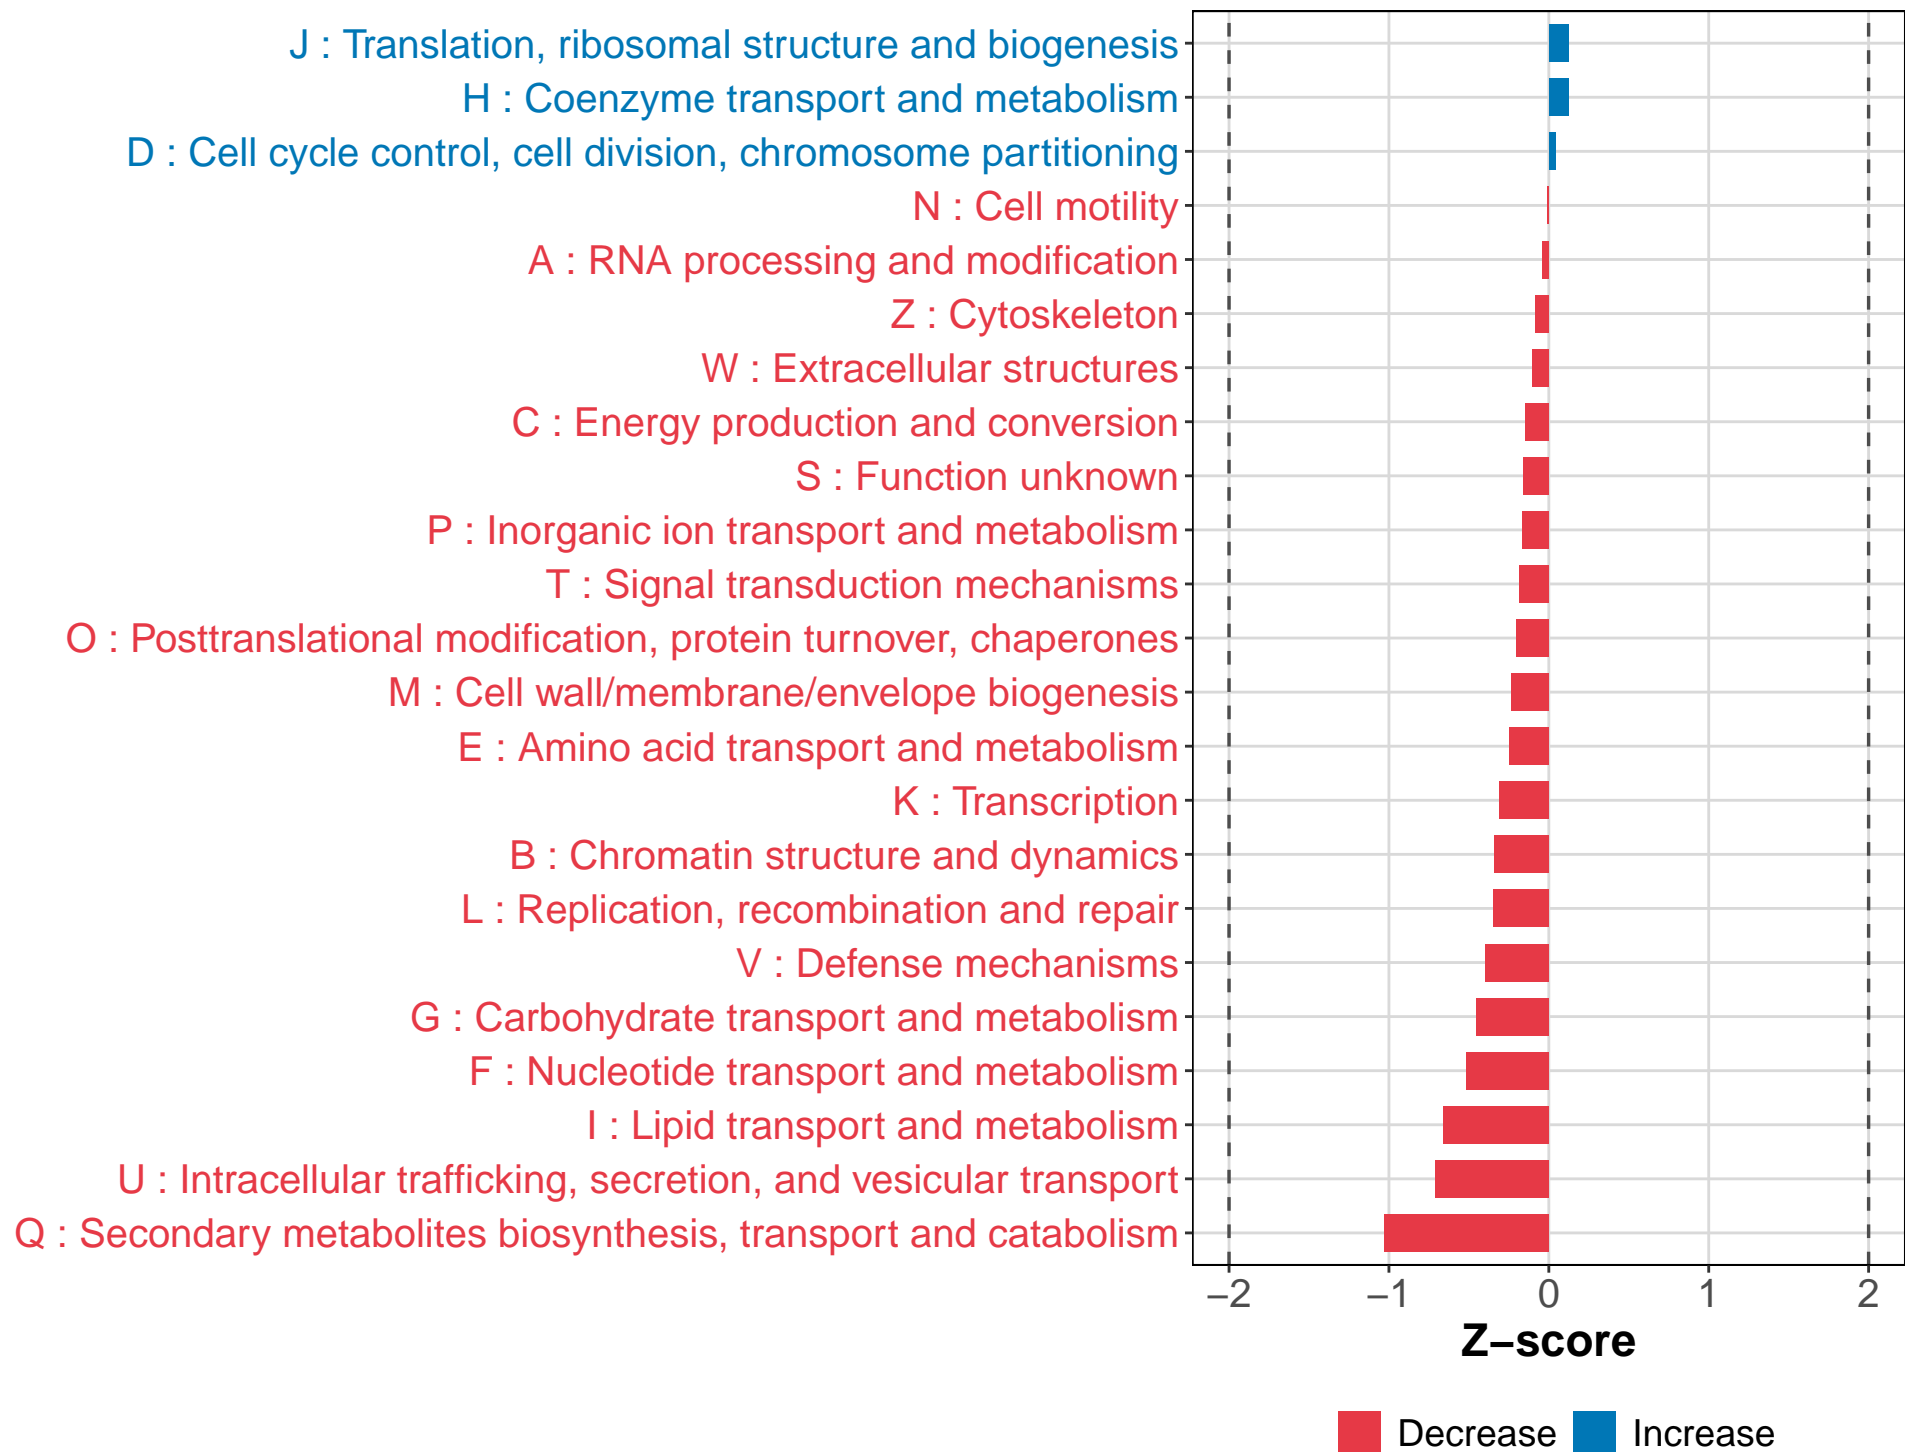 J : Translation, ribosomal structure and biogenesis
H : Coenzyme transport and metabolism
D : Cell cycle control, cell division, chromosome partitioning
N : Cell motility
A : RNA processing and modification
Z : Cytoskeleton
W : Extracellular structures
C : Energy production and conversion
S : Function unknown
P : Inorganic ion transport and metabolism
T : Signal transduction mechanisms
O : Posttranslational modification, protein turnover, chaperones
M : Cell wall/membrane/envelope biogenesis
E : Amino acid transport and metabolism
K : Transcription
B : Chromatin structure and dynamics
L : Replication, recombination and repair
V : Defense mechanisms
G : Carbohydrate transport and metabolism
F : Nucleotide transport and metabolism
I : Lipid transport and metabolism
U : Intracellular trafficking, secretion, and vesicular transport
Q : Secondary metabolites biosynthesis, transport and catabolism
−2 −1 0 1 2
Z−score
Decrease Increase